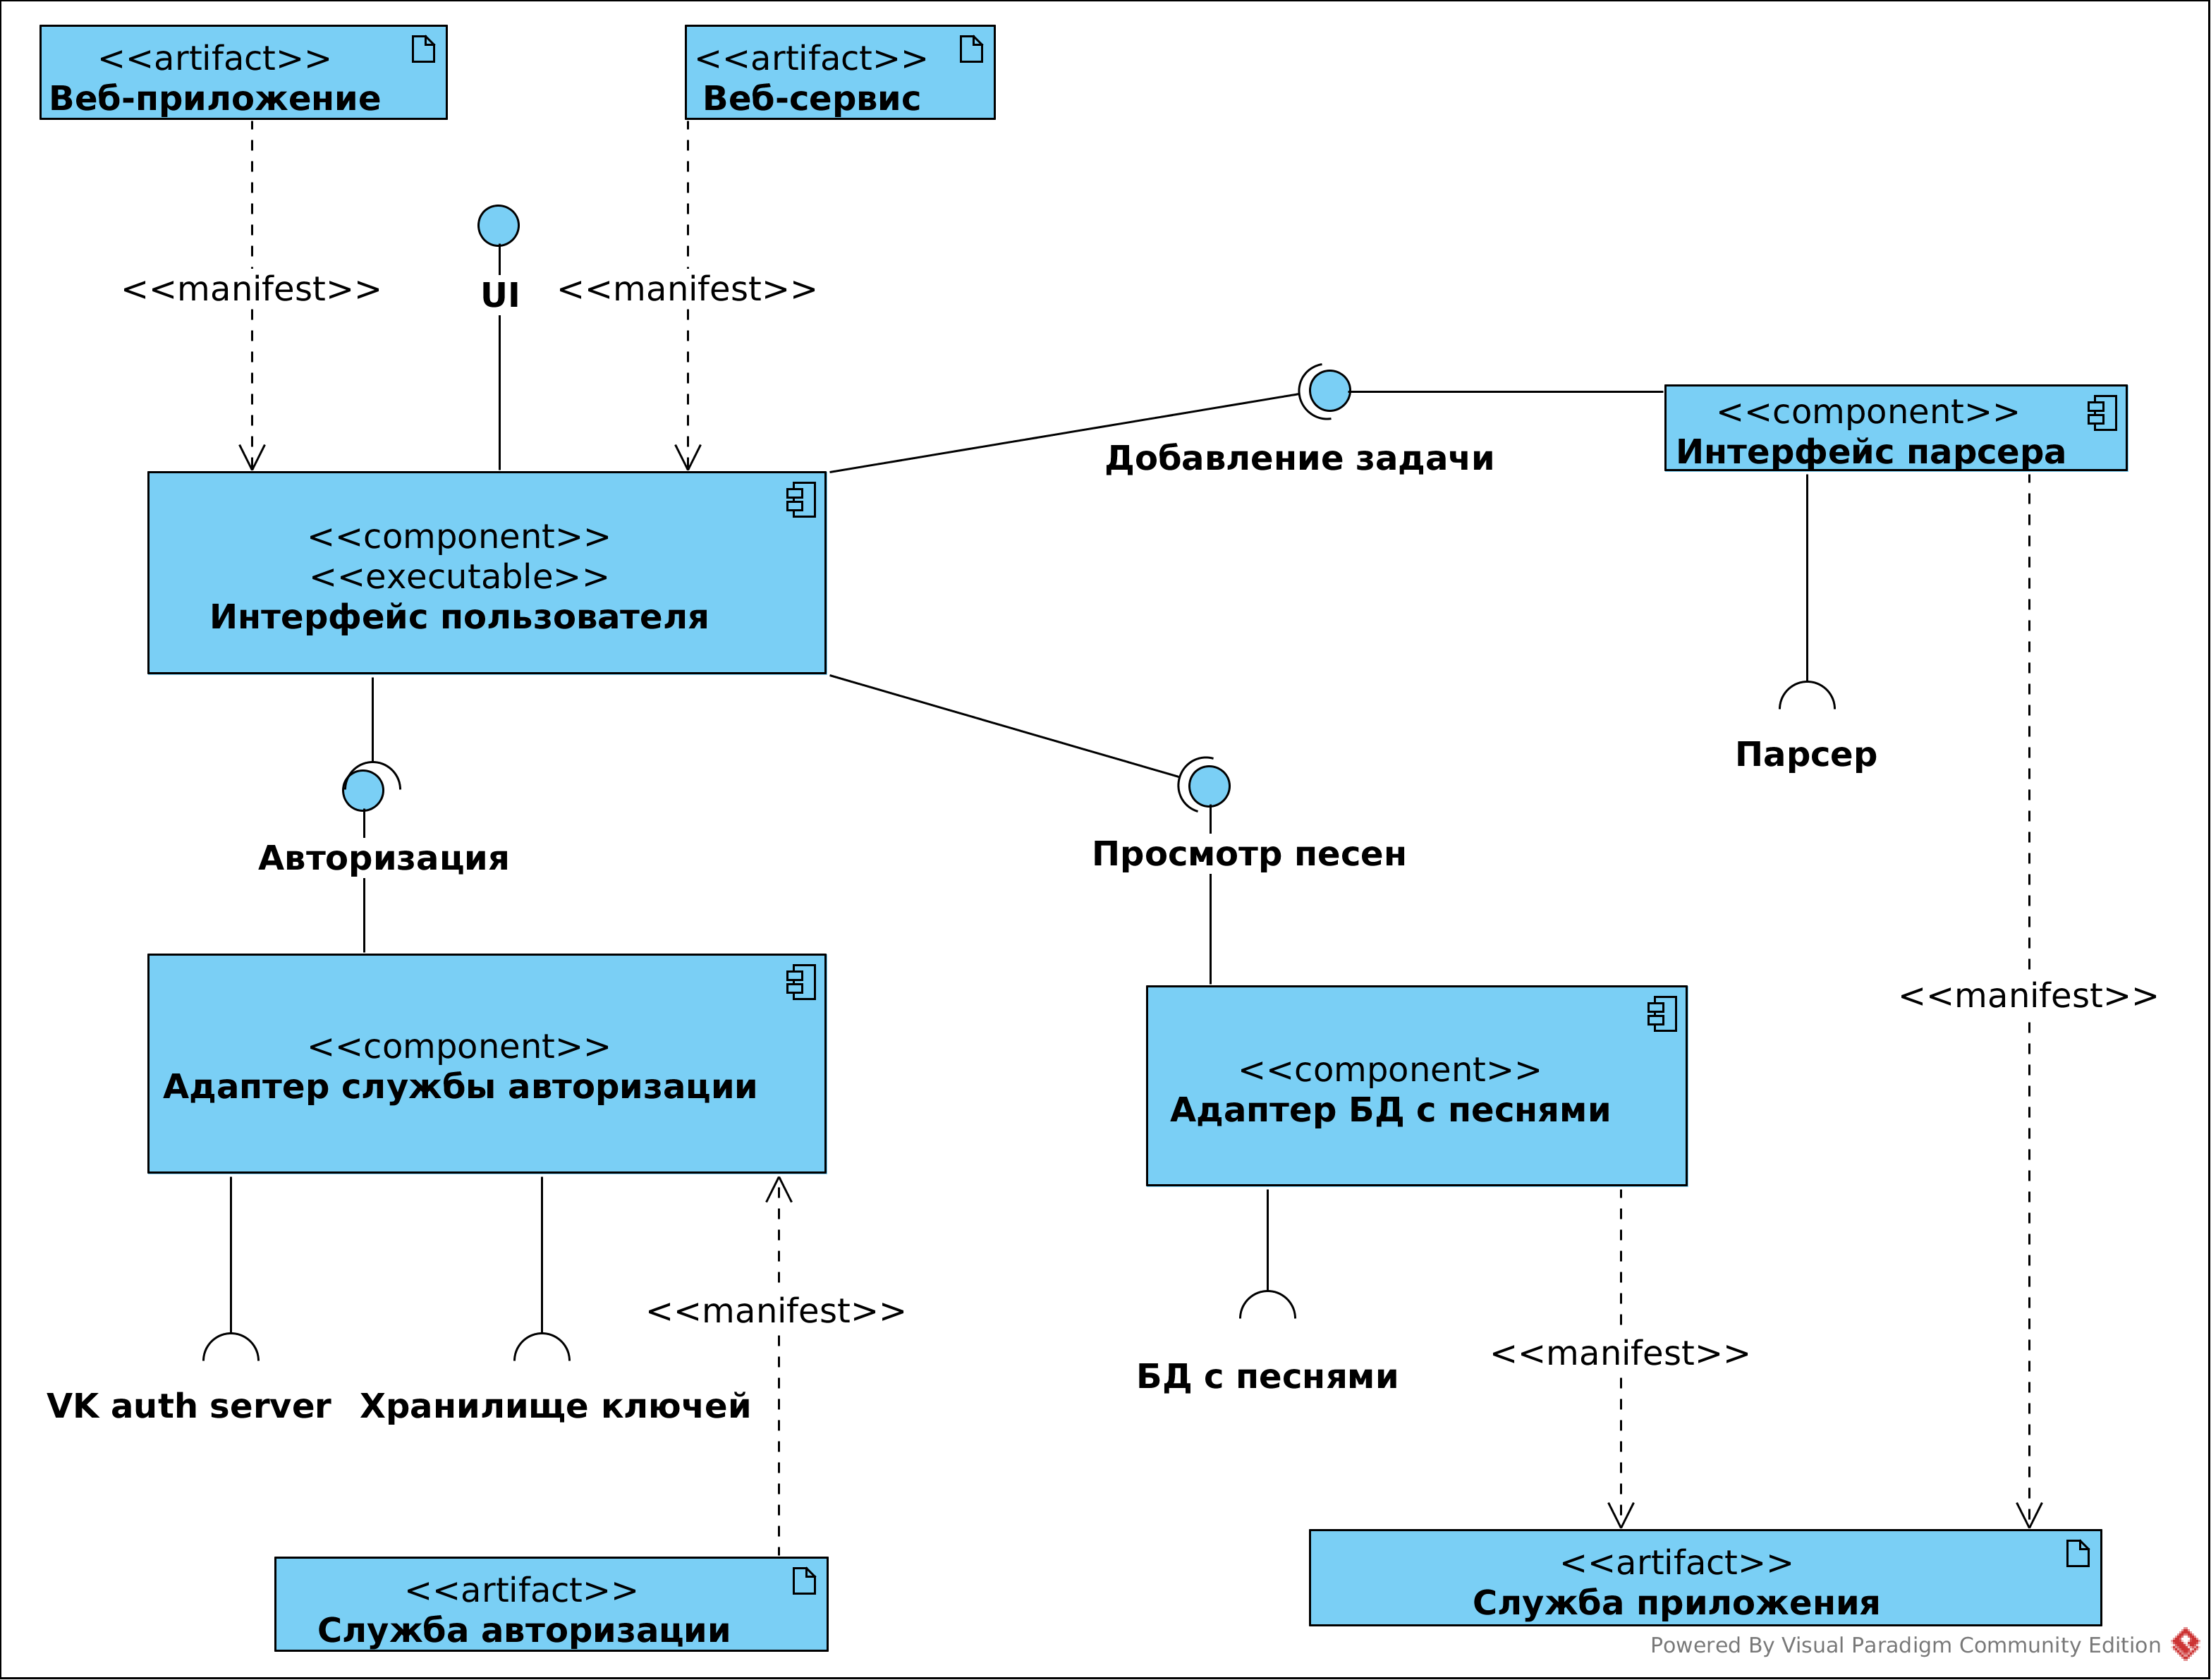 <<artifact>>
Веб-приложение
<<artifact>>
Веб-сервис
<<manifest>>
UI
<<manifest>>
<<component>>
Интерфейс парсера
Добавление задачи
<<component>>
<<executable>>
Интерфейс пользователя
Парсер
Авторизация
Просмотр песен
<<manifest>>
<<component>>
Адаптер службы авторизации
<<component>>
Адаптер БД с песнями
<<manifest>>
<<manifest>>
БД с песнями
VK auth server
Хранилище ключей
<<artifact>>
Служба авторизации
<<artifact>>
Служба приложения
Powered By Visual Paradigm Community Edition